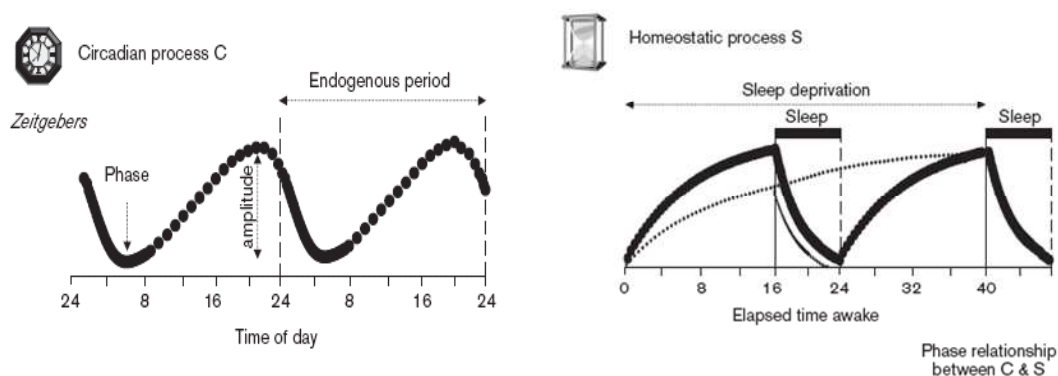 Circadian process C
Endogenous period
Zeitgebers
Phase
amplitude
24 8 16 24 8 16 24
Time of day
Homeostatic process S
Sleep deprivation
Sleep Sleep
0 8 16 24 32 40
Elapsed time awake
Phase relationship
between C & S